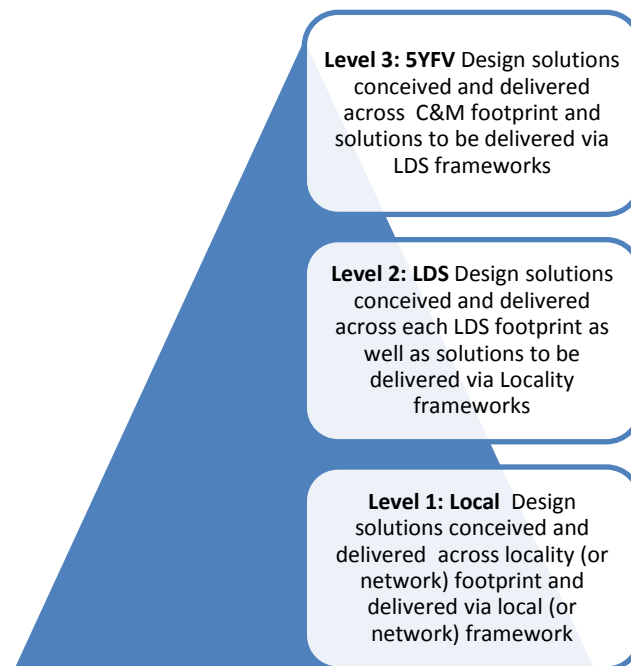 Level 3: 5YFV Design solutions
conceived and delivered
across C&M footprint and
solutions to be delivered via
LDS frameworks
Level 2: LDS Design solutions
conceived and delivered
across each LDS footprint as
well as solutions to be
delivered via Locality
frameworks
Level 1: Local Design
solutions conceived and
delivered across locality (or
network) footprint and
delivered via local (or
network) framework